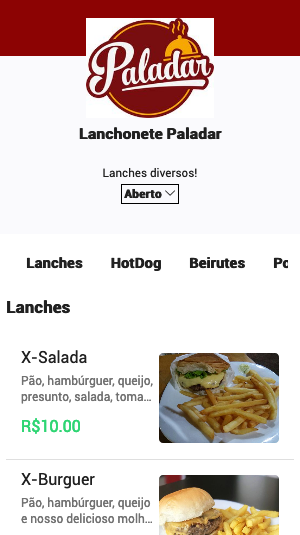 Paladar
Lanchonete Paladar
Lanches diversos!
Aberto
Lanches HotDog Beirutes Po
Lanches
X-Salada
Pão, hambúrguer, queijo,
presunto, salada, toma...
R$10.00
X-Burguer
Pão, hambúrguer, queijo
e nosso delicioso molh...